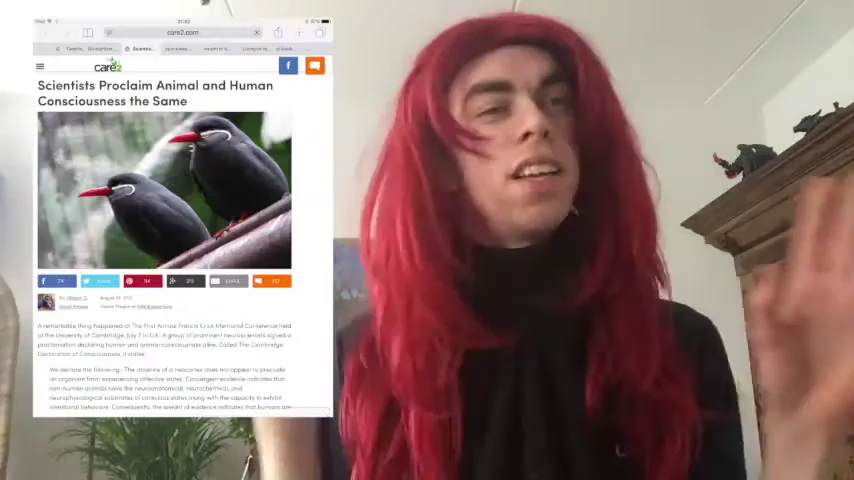 care2.com
care2
Scientists Proclaim Animal and Human
Consciousness the Same
A remarkable thing happened at The First Annual Francis Crick Memorial Conference held
at the University of Cambridge, July 7 in U.K. A group of prominent neuroscientists signed a
proclamation declaring human and animal consciousness alike. Called The Cambridge
Declaration of Consciousness, it states:
We declare the following: "The absence of a neocortex does not appear to preclude
an organism from experiencing affective states. Convergent evidence indicates that
non-human animals have the neuroanatomical, neurochemical, and
neurophysiological substrates of conscious states along with the capacity to exhibit
intentional behaviors. Consequently, the weight of evidence indicates that humans are